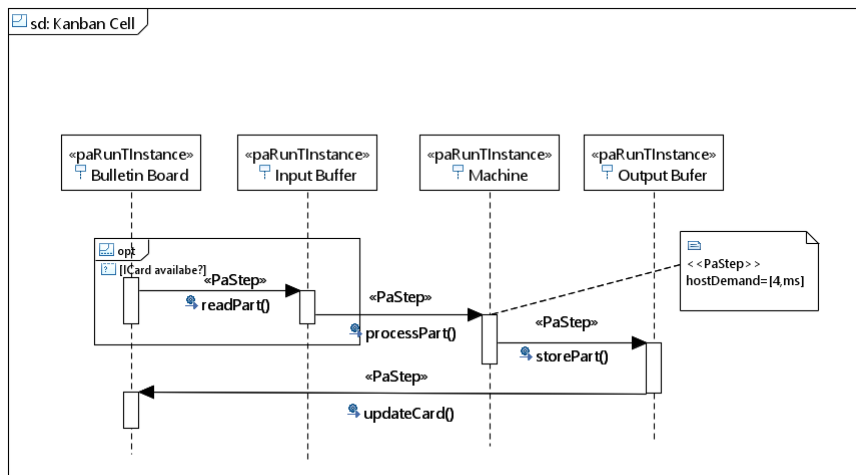 sd: Kanban Cell
«paRunTInstance»
Bulletin Board
«paRunTInstance»
Input Buffer
«paRunTInstance»
Machine
«paRunTInstance»
Output Bufer
opt
[ICard availabe?]
«PaStep»
readPart()
«PaStep»
processPart()
<<PaStep>>
hostDemand=[4,ms]
«PaStep»
storePart()
«PaStep»
updateCard()